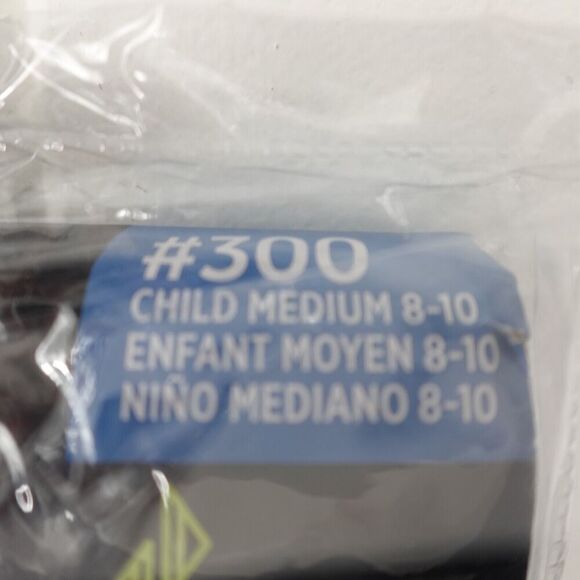 #300
CHILD MEDIUM 8-10
ENFANT MOYEN 8-10
NIÑO MEDIANO 8-10